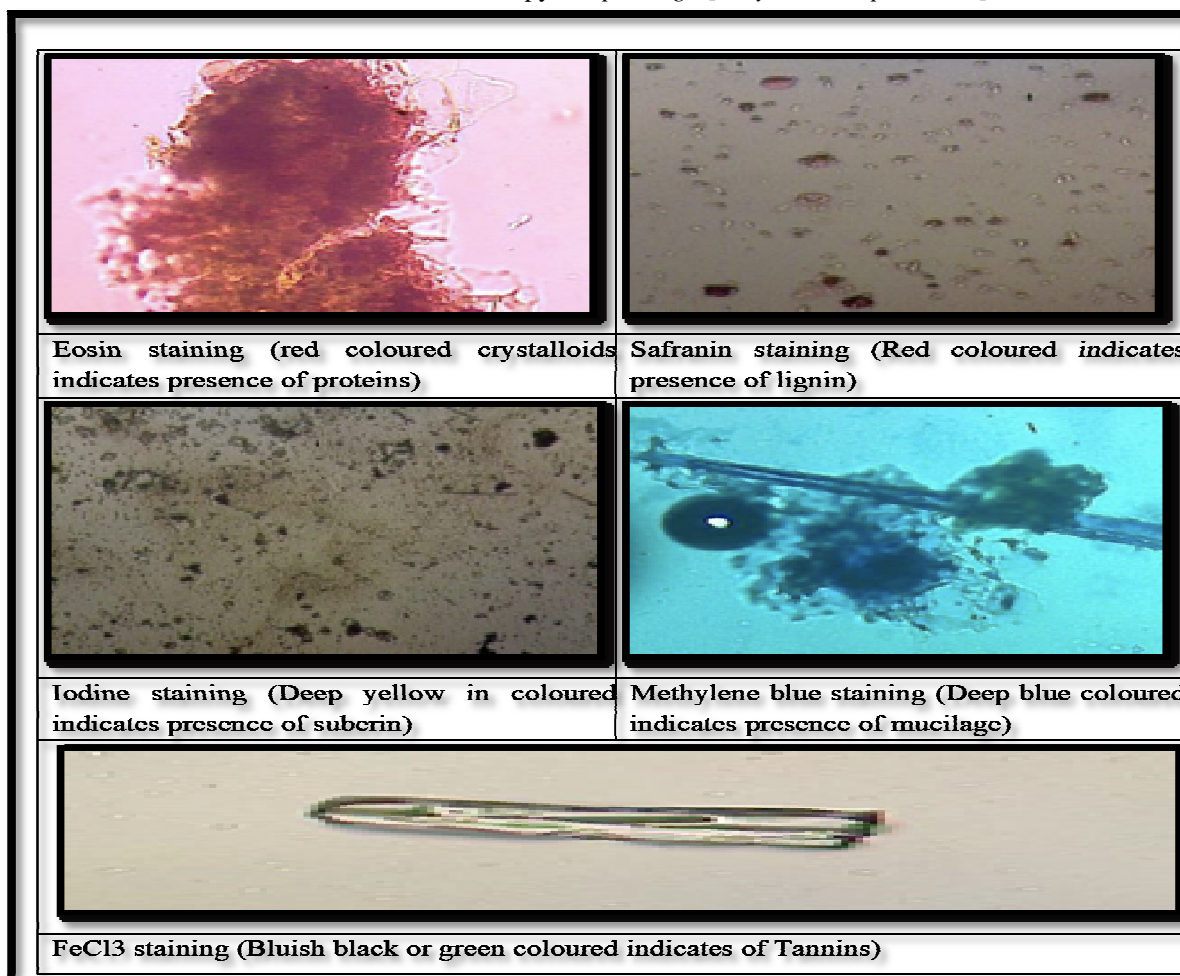 Eosin staining (red coloured crystalloids
indicates presence of proteins)
Safranin staining (Red coloured indicates
presence of lignin)
Iodine staining (Deep yellow in coloured
indicates presence of suberin)
Methylene blue staining (Deep blue coloured
indicates presence of mucilage)
FeCl3 staining (Bluish black or green coloured indicates of Tannins)